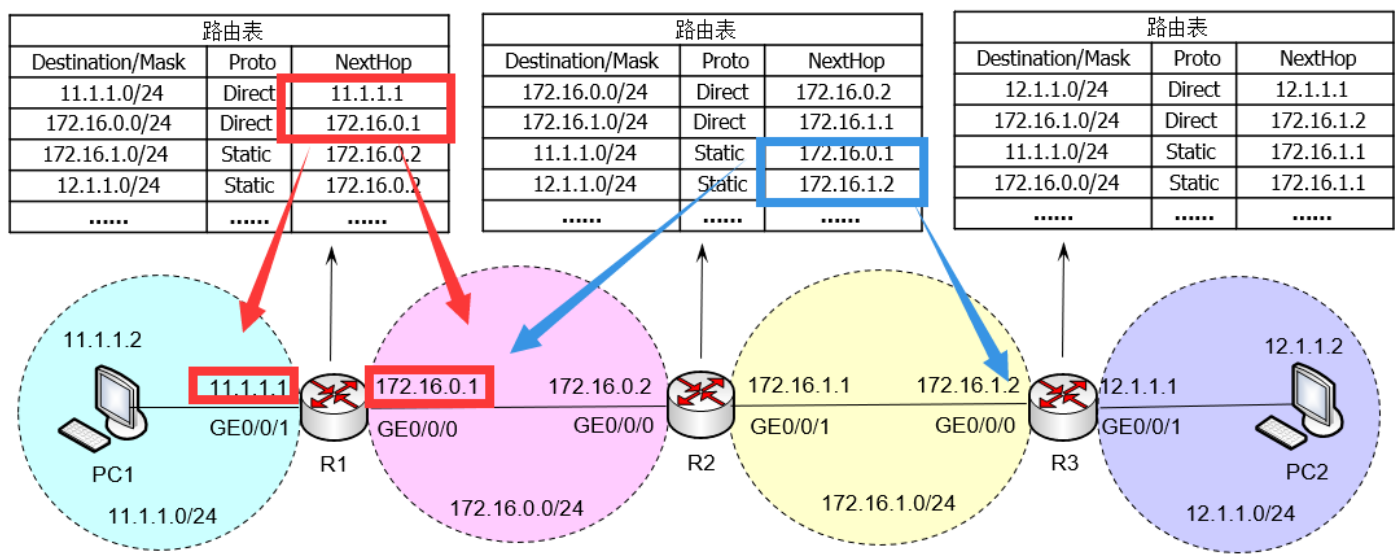 路由表
Destination/Mask Proto NextHop
11.1.1.0/24 Direct 11.1.1.1
172.16.0.0/24 Direct 172.16.0.1
172.16.1.0/24 Static 172.16.0.2
12.1.1.0/24 Static 172.16.0.2
...... ...... ......
路由表
Destination/Mask Proto NextHop
172.16.0.0/24 Direct 172.16.0.2
172.16.1.0/24 Direct 172.16.1.1
11.1.1.0/24 Static 172.16.0.1
12.1.1.0/24 Static 172.16.1.2
...... ...... ......
路由表
Destination/Mask Proto NextHop
12.1.1.0/24 Direct 12.1.1.1
172.16.1.0/24 Direct 172.16.1.2
11.1.1.0/24 Static 172.16.1.1
172.16.0.0/24 Static 172.16.1.1
...... ...... ......
11.1.1.2
12.1.1.2
11.1.1.1 172.16.0.1 172.16.0.2 172.16.1.1 172.16.1.2 12.1.1.1
GE0/0/1 GE0/0/0 GE0/0/0 GE0/0/1 GE0/0/0 GE0/0/1
PC1 R1 R2 R3 PC2
11.1.1.0/24 172.16.0.0/24 172.16.1.0/24 12.1.1.0/24